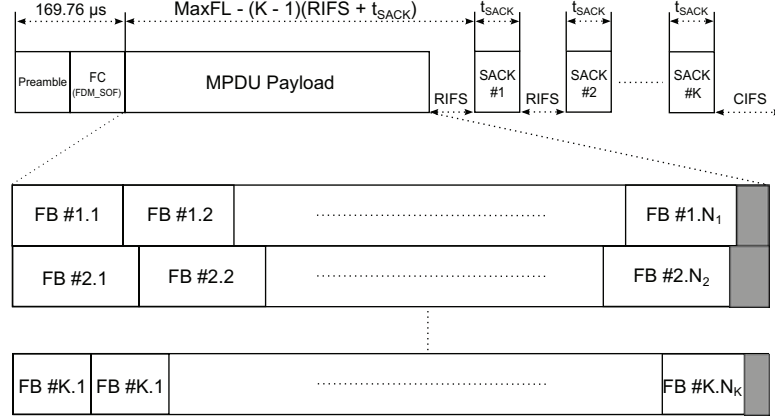 169.76 µs MaxFL - (K - 1)(RIFS + tSACK) tSACK tSACK tSACK
Preamble FC (FDM_SOF) MPDU Payload RIFS SACK #1 RIFS SACK #2 SACK #K CIFS
FB #1.1 FB #1.2 FB #1.N1
FB #2.1 FB #2.2 FB #2.N2
FB #K.1 FB #K.1 FB #K.NK